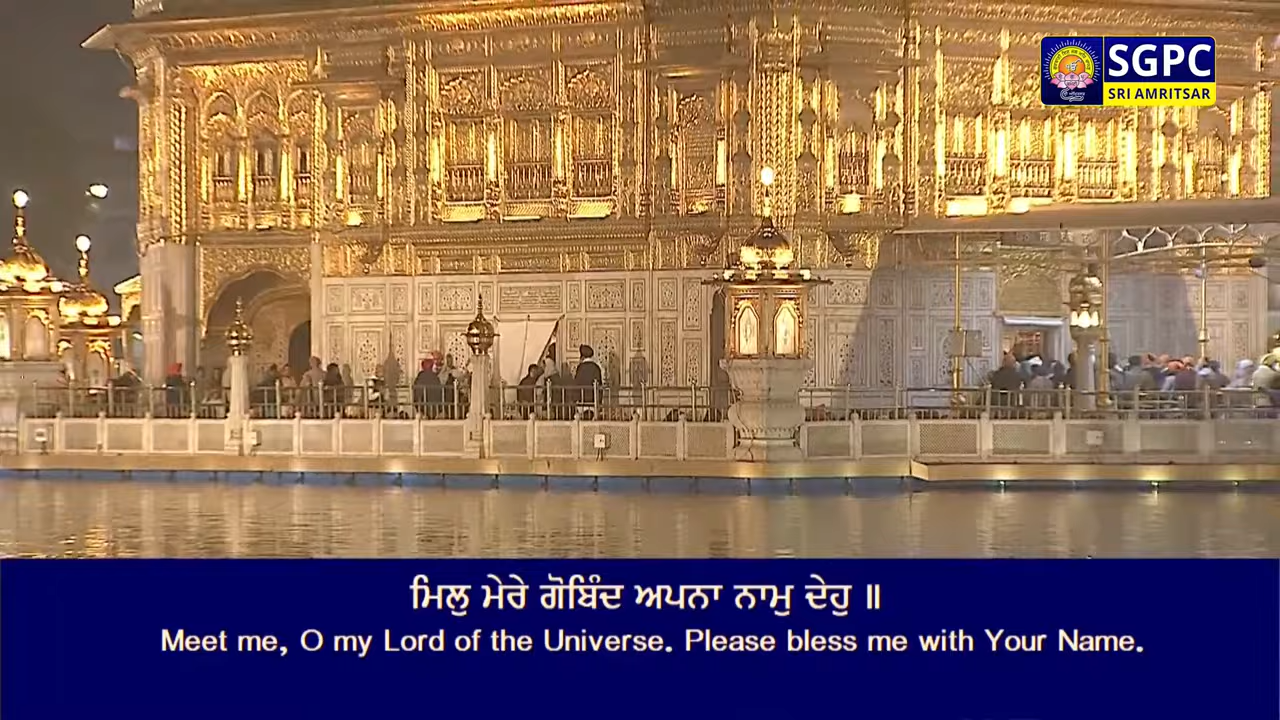 SGPC
SRI AMRITSAR
ਮਿਲੁ ਮੇਰੇ ਗੋਬਿੰਦ ਅਪਨਾ ਨਾਮੁ ਦੇਹੁ ॥
Meet me, O my Lord of the Universe. Please bless me with Your Name.